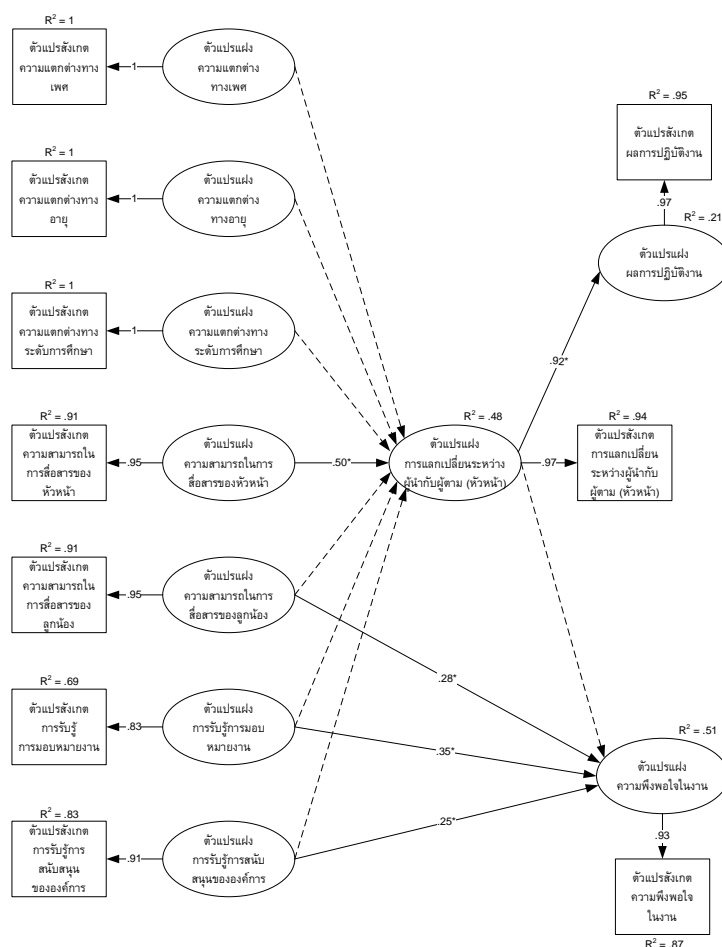 R² = 1
ตัวแปรสังเกต
ความแตกต่างทาง
เพศ
1
ตัวแปรแฝง
ความแตกต่าง
ทางเพศ
R² = 1
ตัวแปรสังเกต
ความแตกต่างทาง
อายุ
1
ตัวแปรแฝง
ความแตกต่าง
ทางอายุ
R² = 1
ตัวแปรสังเกต
ความแตกต่างทาง
ระดับการศึกษา
1
ตัวแปรแฝง
ความแตกต่างทาง
ระดับการศึกษา
R² = .91
ตัวแปรสังเกต
ความสามารถใน
การสื่อสารของ
หัวหน้า
.95
ตัวแปรแฝง
ความสามารถในการ
สื่อสารของหัวหน้า
.50*
R² = .91
ตัวแปรสังเกต
ความสามารถใน
การสื่อสารของ
ลูกน้อง
.95
ตัวแปรแฝง
ความสามารถในการ
สื่อสารของลูกน้อง
.28*
R² = .69
ตัวแปรสังเกต
การรับรู้
การมอบหมายงาน
.83
ตัวแปรแฝง
การรับรู้การมอบ
หมายงาน
.35*
R² = .83
ตัวแปรสังเกต
การรับรู้การ
สนับสนุน
ขององค์การ
.91
ตัวแปรแฝง
การรับรู้การสนับ
สนุนขององค์การ
.25*
R² = .48
ตัวแปรแฝง
การแลกเปลี่ยนระหว่าง
ผู้นำกับผู้ตาม (หัวหน้า)
.97
R² = .94
ตัวแปรสังเกต
การแลกเปลี่ยน
ระหว่างผู้นำกับ
ผู้ตาม (หัวหน้า)
.92*
R² = .95
ตัวแปรสังเกต
ผลการปฏิบัติงาน
.97
R² = .21
ตัวแปรแฝง
ผลการปฏิบัติงาน
R² = .51
ตัวแปรแฝง
ความพึงพอใจในงาน
.93
ตัวแปรสังเกต
ความพึงพอใจ
ในงาน
R² = .87